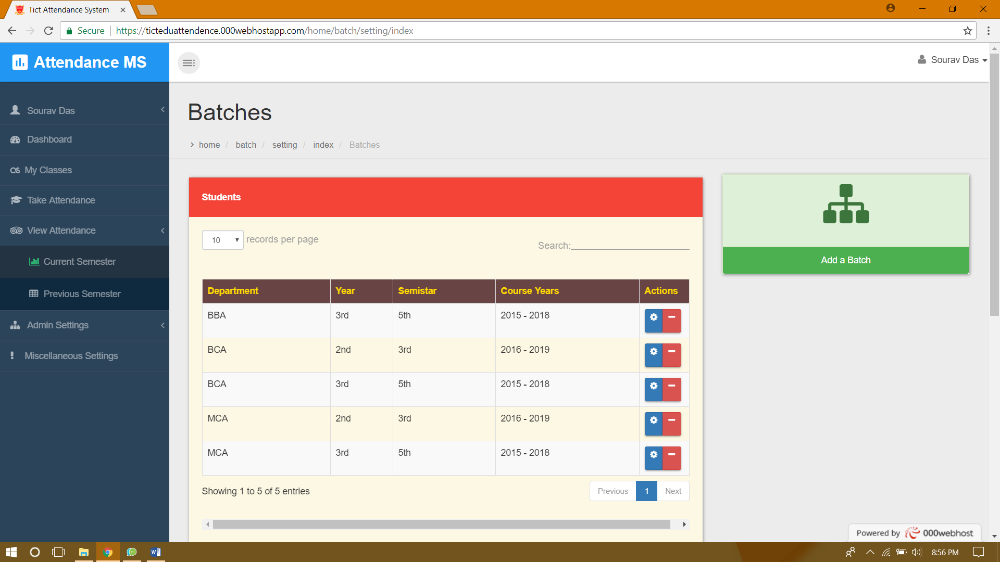 Tict Attendance System
Secure https://ticteduattendence.000webhostapp.com/home/batch/setting/index
Attendance MS
Sourav Das
Sourav Das
Dashboard
My Classes
Take Attendance
View Attendance
Current Semester
Previous Semester
Admin Settings
Miscellaneous Settings
Batches
home / batch / setting / index / Batches
Students
10 records per page
Search:
Department Year Semistar Course Years Actions
BBA 3rd 5th 2015 - 2018
BCA 2nd 3rd 2016 - 2019
BCA 3rd 5th 2015 - 2018
MCA 2nd 3rd 2016 - 2019
MCA 3rd 5th 2015 - 2018
Showing 1 to 5 of 5 entries
Previous 1 Next
Add a Batch
Powered by 000webhost
8:56 PM